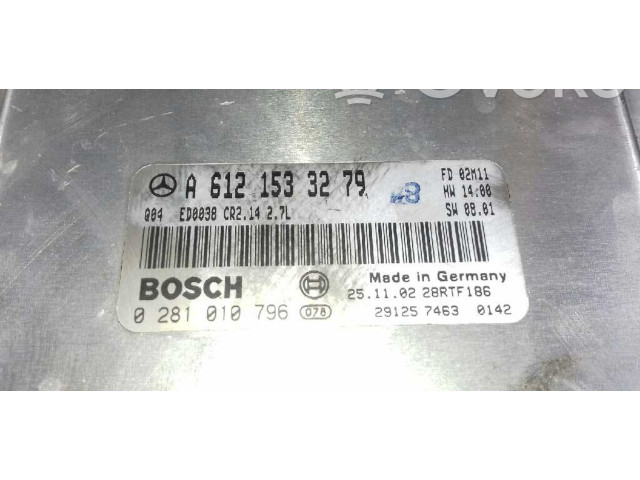 A 612 153 32 79
FD 02M11
HW 14.00
SW 08.01
004 ED0038 CR2.14 2.7L
BOSCH
Made in Germany
25.11.02 28RTF186
0 281 010 796 078
29125 7463 0142